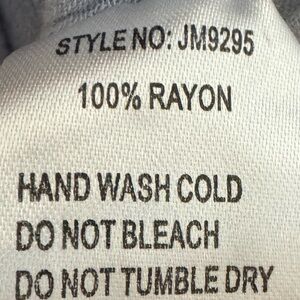 STYLE NO: JM9295
100% RAYON
HAND WASH COLD
DO NOT BLEACH
DO NOT TUMBLE DRY